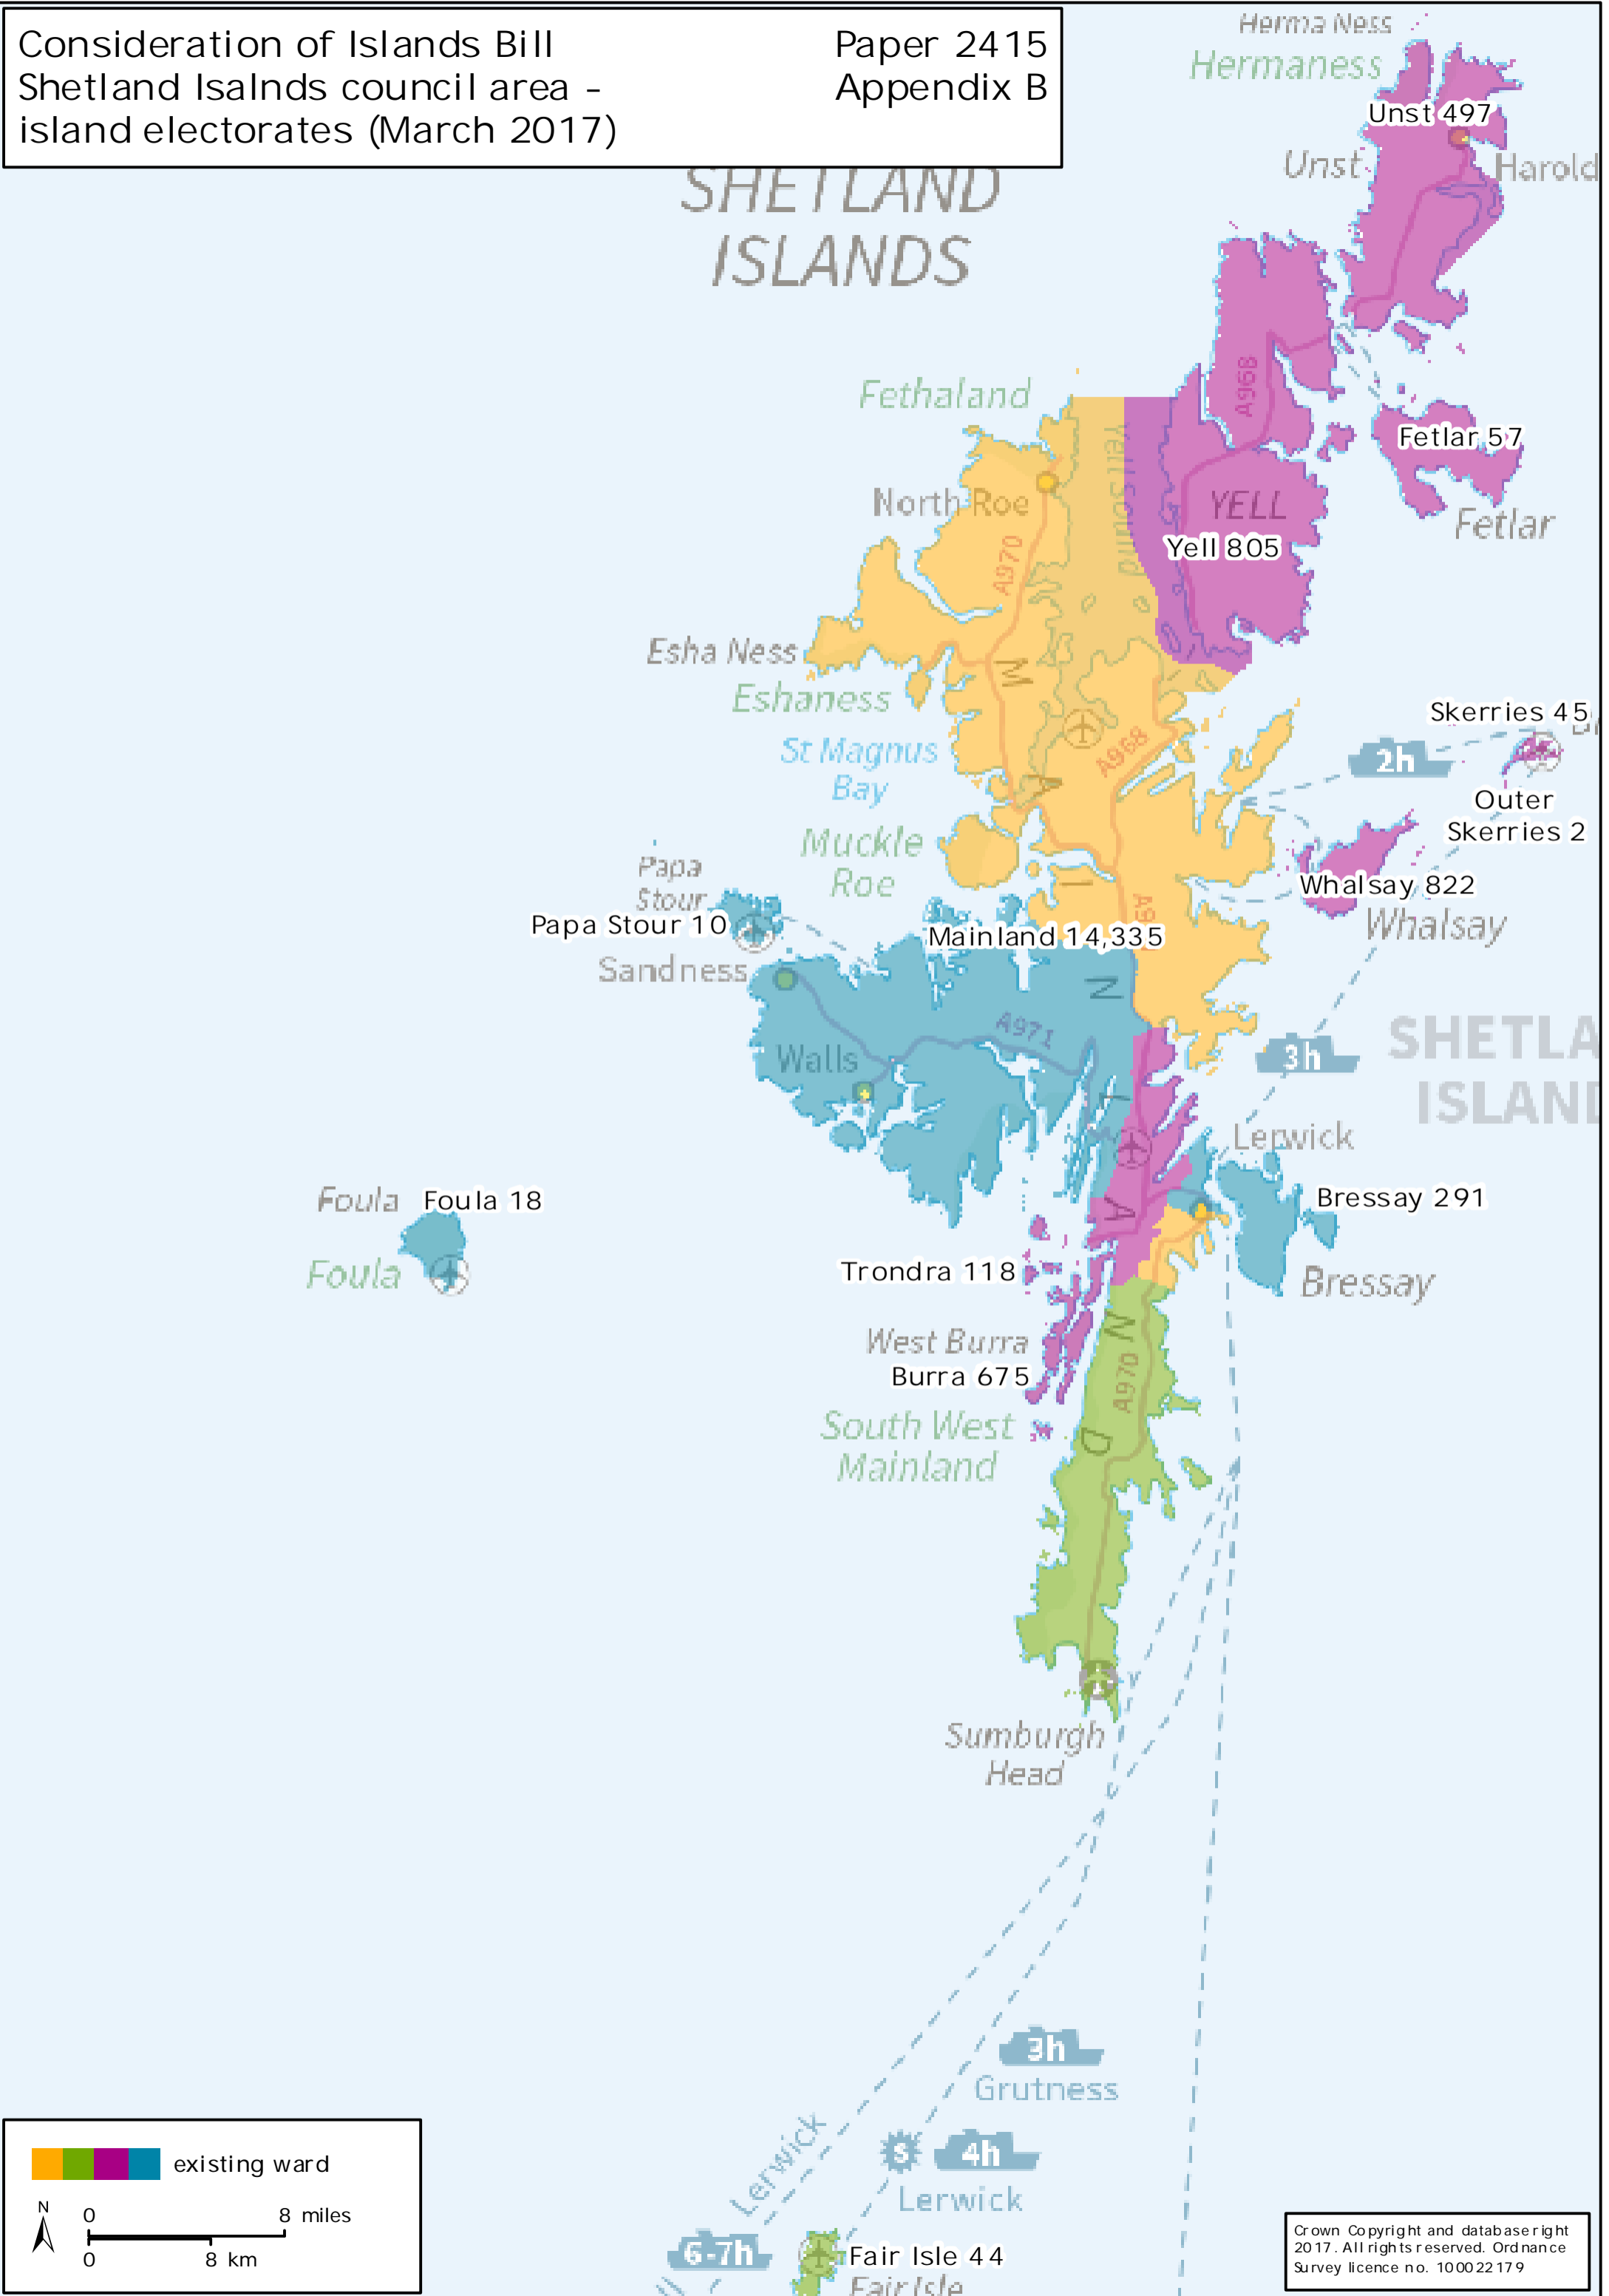 Consideration of Islands Bill
Shetland Isalnds council area -
island electorates (March 2017)
Paper 2415
Appendix B
Herma Ness
Hermaness
Unst 497
Unst
Harold
SHETLAND
ISLANDS
A968
Fethaland
Yell Sound
Fetlar 57
North Roe
YELL
Fetlar
Yell 805
A970
Esha Ness
M
Eshaness
Skerries 45
St Magnus
Bay
A968
2h
A
Outer
Skerries 2
Muckle
Roe
Papa
Stour
I
Whalsay 822
Papa Stour 10
Mainland 14,335
Whalsay
Sandness
N
A971
SHETLA
ISLAND
3h
Walls
L
Lerwick
Foula
Foula 18
A
Bressay 291
Foula
Trondra 118
Bressay
West Burra
N
Burra 675
A970
South West
Mainland
D
Sumburgh
Head
3h
Grutness
Lerwick
S
4h
Lerwick
6-7h
Fair Isle 44
Fair Isle
existing ward
N
0 8 miles
0 8 km
Crown Copyright and database right
2017. All rights reserved. Ordnance
Survey licence no. 100022179